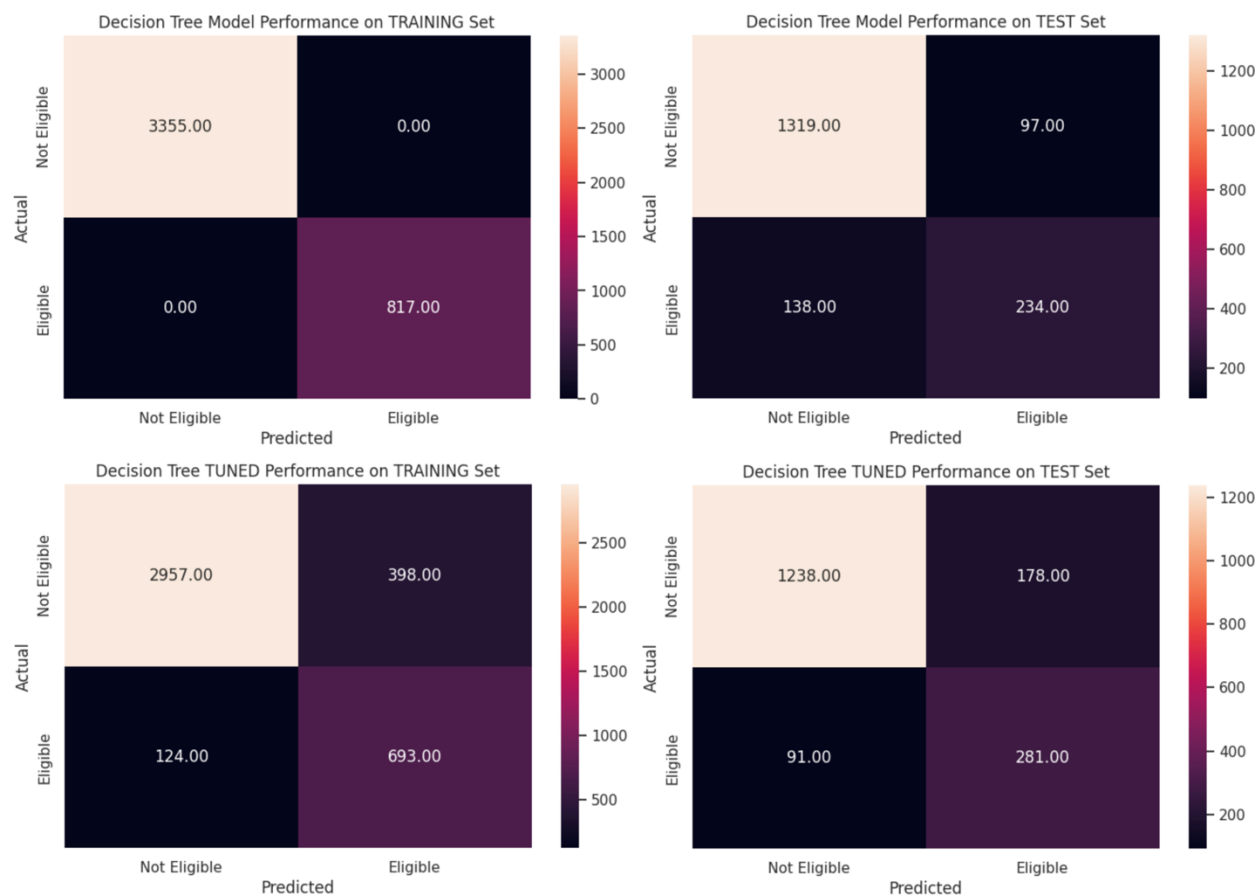 Decision Tree Model Performance on TRAINING Set
Not Eligible
Eligible
Actual
3355.00
0.00
0.00
817.00
3000
2500
2000
1500
1000
500
0
Not Eligible
Eligible
Predicted
Decision Tree Model Performance on TEST Set
Not Eligible
Eligible
Actual
1319.00
97.00
138.00
234.00
1200
1000
800
600
400
200
Not Eligible
Eligible
Predicted
Decision Tree TUNED Performance on TRAINING Set
Not Eligible
Eligible
Actual
2957.00
398.00
124.00
693.00
2500
2000
1500
1000
500
Not Eligible
Eligible
Predicted
Decision Tree TUNED Performance on TEST Set
Not Eligible
Eligible
Actual
1238.00
178.00
91.00
281.00
1200
1000
800
600
400
200
Not Eligible
Eligible
Predicted